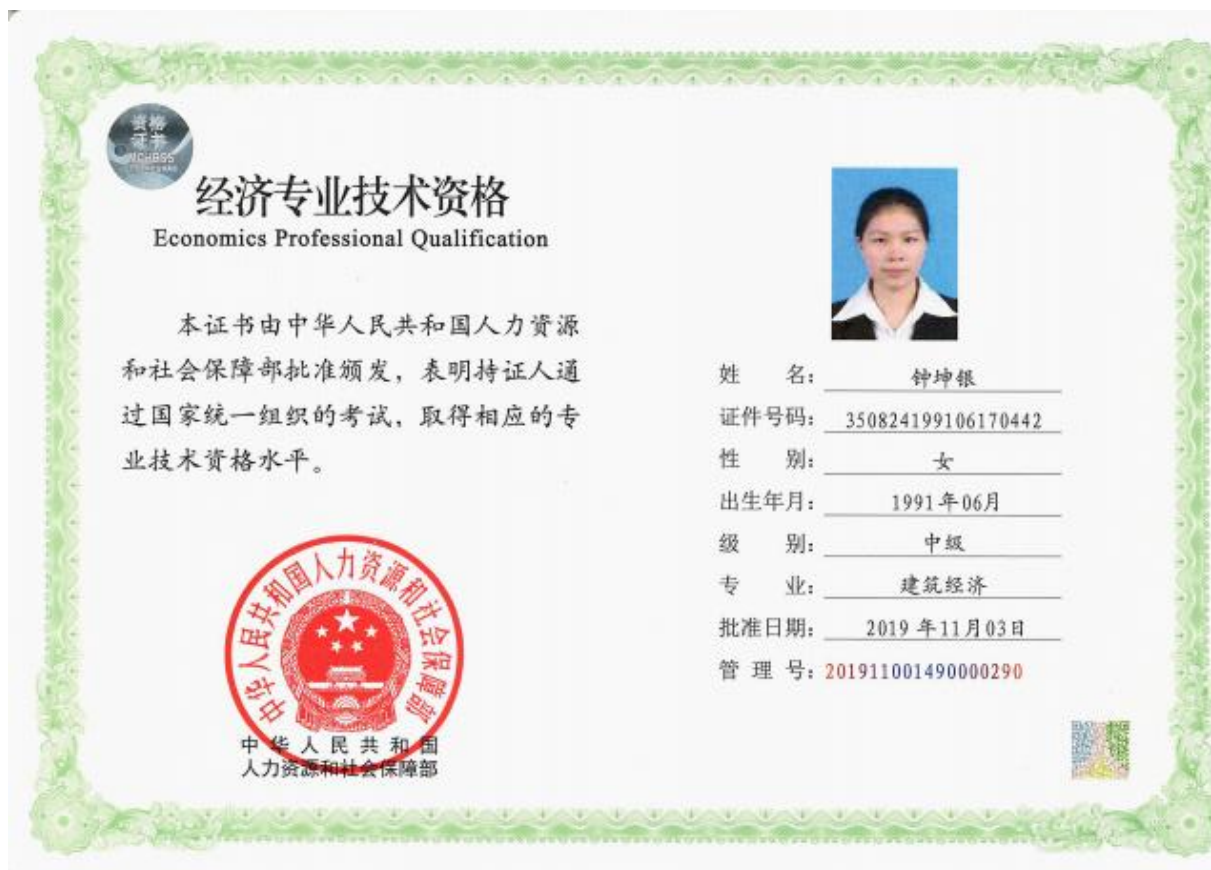 资格
证书
经济专业技术资格
Economics Professional Qualification
本证书由中华人民共和国人力资源
和社会保障部批准颁发，表明持证人通
过国家统一组织的考试，取得相应的专
业技术资格水平。
中华人民共和国人力资源和社会保障部
中华人民共和国
人力资源和社会保障部
姓 名：钟坤银
证件号码：350824199106170442
性 别：女
出生年月：1991年06月
级 别：中级
专 业：建筑经济
批准日期：2019年11月03日
管 理 号：201911001490000290